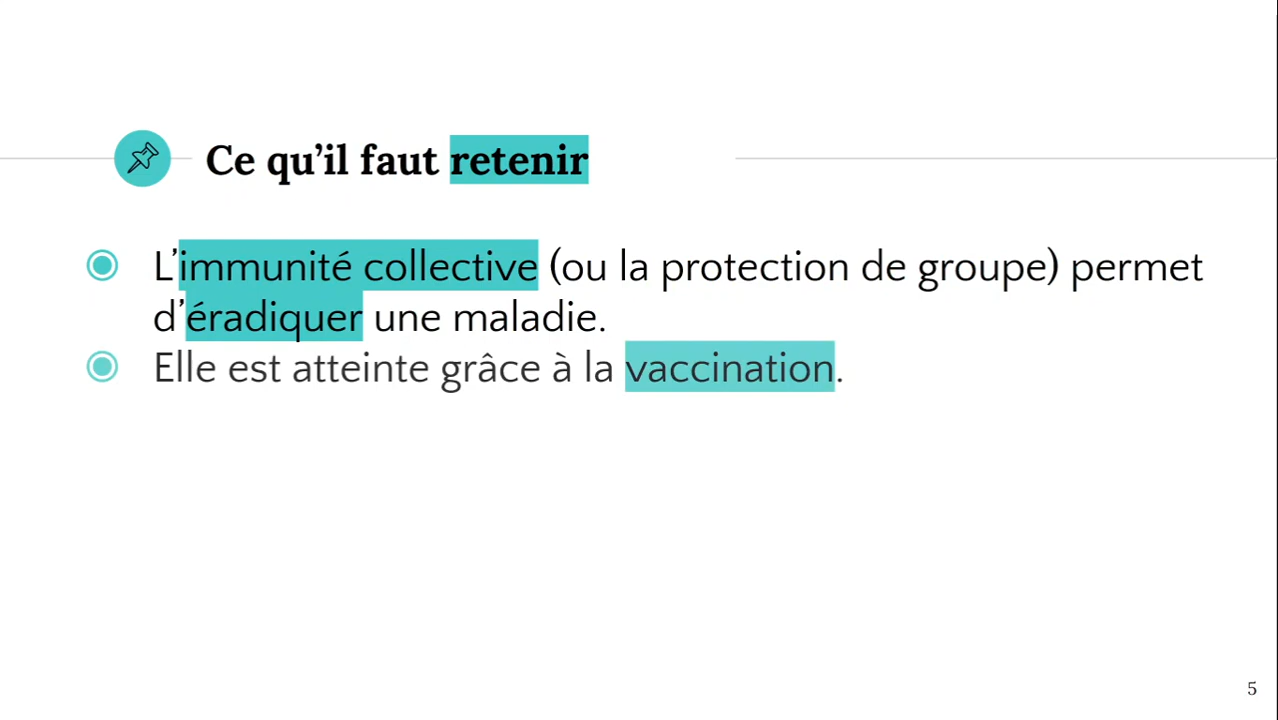 Ce qu’il faut retenir
L’immunité collective (ou la protection de groupe) permet
d’éradiquer une maladie.
Elle est atteinte grâce à la vaccination.
5